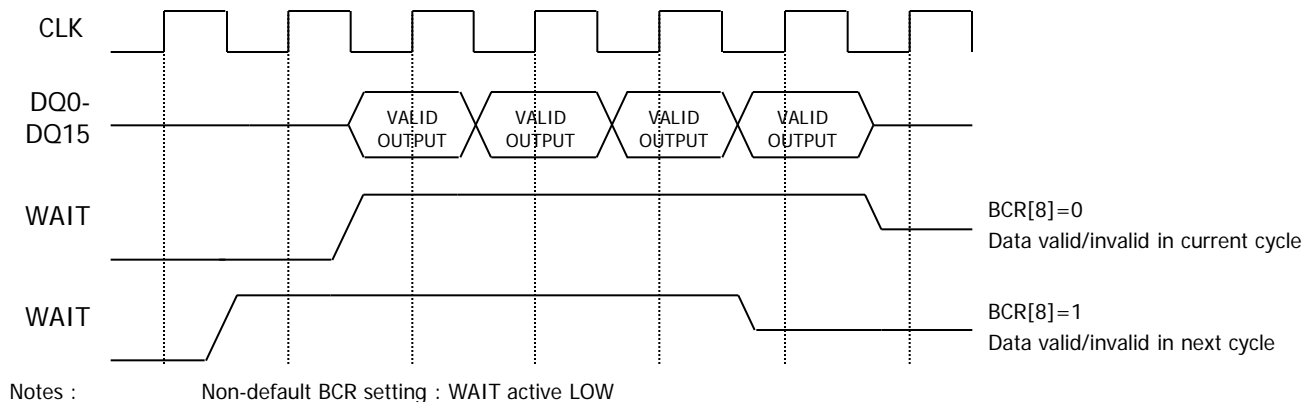 CLK
DQ0-
DQ15
VALID
OUTPUT
VALID
OUTPUT
VALID
OUTPUT
VALID
OUTPUT
WAIT
BCR[8]=0
Data valid/invalid in current cycle
WAIT
BCR[8]=1
Data valid/invalid in next cycle
Notes : Non-default BCR setting : WAIT active LOW